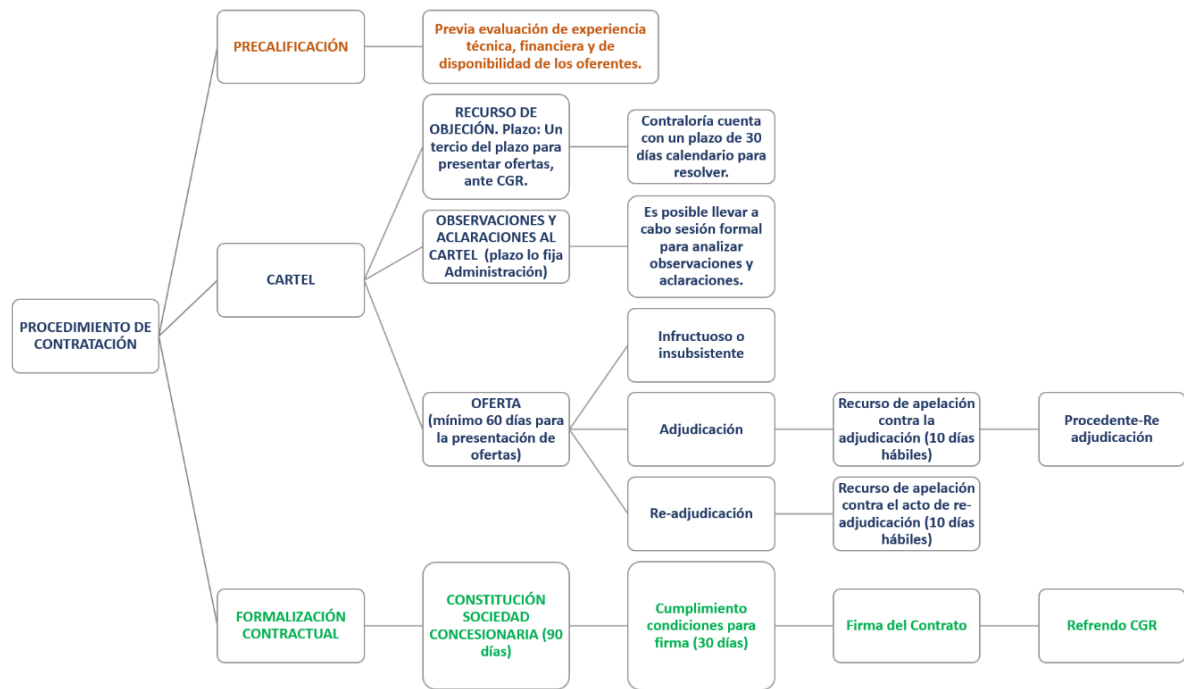 PRECALIFICACIÓN
Previa evaluación de experiencia
técnica, financiera y de
disponibilidad de los oferentes.
RECURSO DE
OBJECIÓN. Plazo: Un
tercio del plazo para
presentar ofertas,
ante CGR.
Contraloría cuenta
con un plazo de 30
días calendario para
resolver.
OBSERVACIONES Y
ACLARACIONES AL
CARTEL (plazo lo fija
Administración)
Es posible llevar a
cabo sesión formal
para analizar
observaciones y
aclaraciones.
CARTEL
PROCEDIMIENTO DE
CONTRATACIÓN
Infructuoso o
insubsistente
OFERTA
(mínimo 60 días para
la presentación de
ofertas)
Adjudicación
Recurso de apelación
contra la
adjudicación (10 días
hábiles)
Procedente-Re
adjudicación
Re-adjudicación
Recurso de apelación
contra el acto de re-
adjudicación (10 días
hábiles)
FORMALIZACIÓN
CONTRACTUAL
CONSTITUCIÓN
SOCIEDAD
CONCESIONARIA (90
días)
Cumplimiento
condiciones para
firma (30 días)
Firma del Contrato
Refrendo CGR